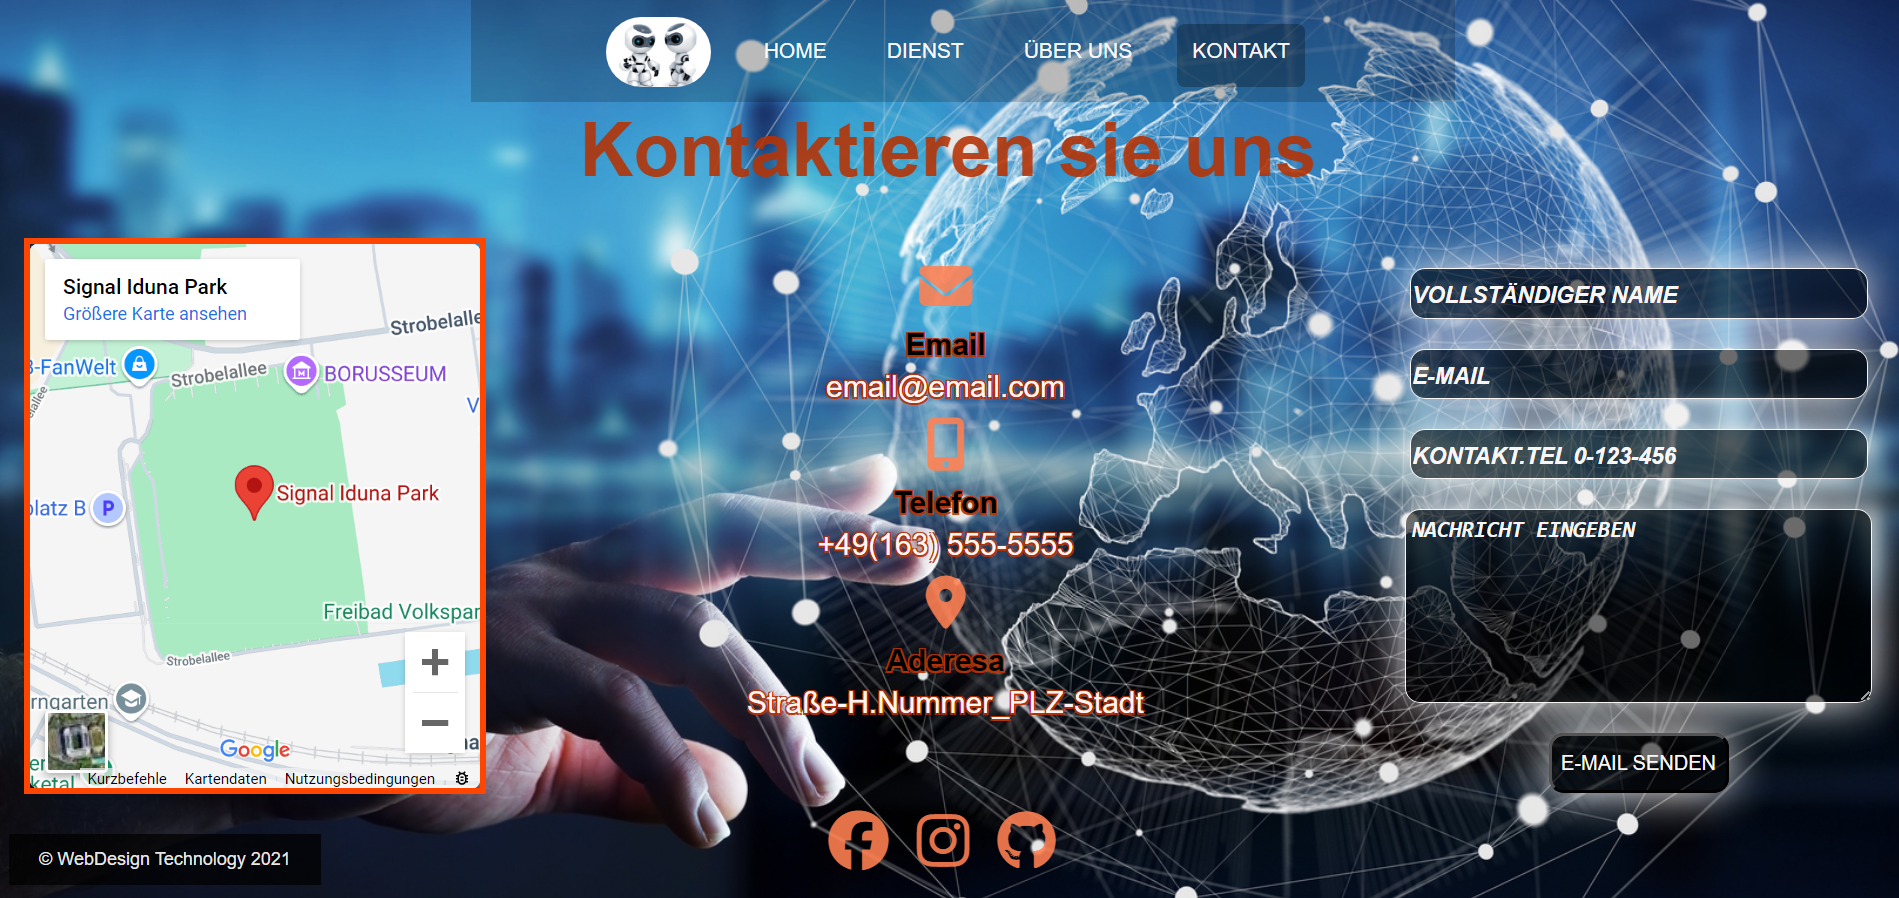 HOME
DIENST
ÜBER UNS
KONTAKT
Kontaktieren sie uns
Signal Iduna Park
Größere Karte ansehen
Strobelalle
-FanWelt
Strobelallee
BORUSSEUM
V
Signal Iduna Park
platz B
P
Freibad Volkspar
Strobelallee
rngarten
Google
Kurzbefehle
Kartendaten
Nutzungsbedingungen
Email
email@email.com
Telefon
+49(163) 555-5555
Aderesa
Straße-H.Nummer_PLZ-Stadt
VOLLSTÄNDIGER NAME
E-MAIL
KONTAKT.TEL 0-123-456
NACHRICHT EINGEBEN
E-MAIL SENDEN
© WebDesign Technology 2021